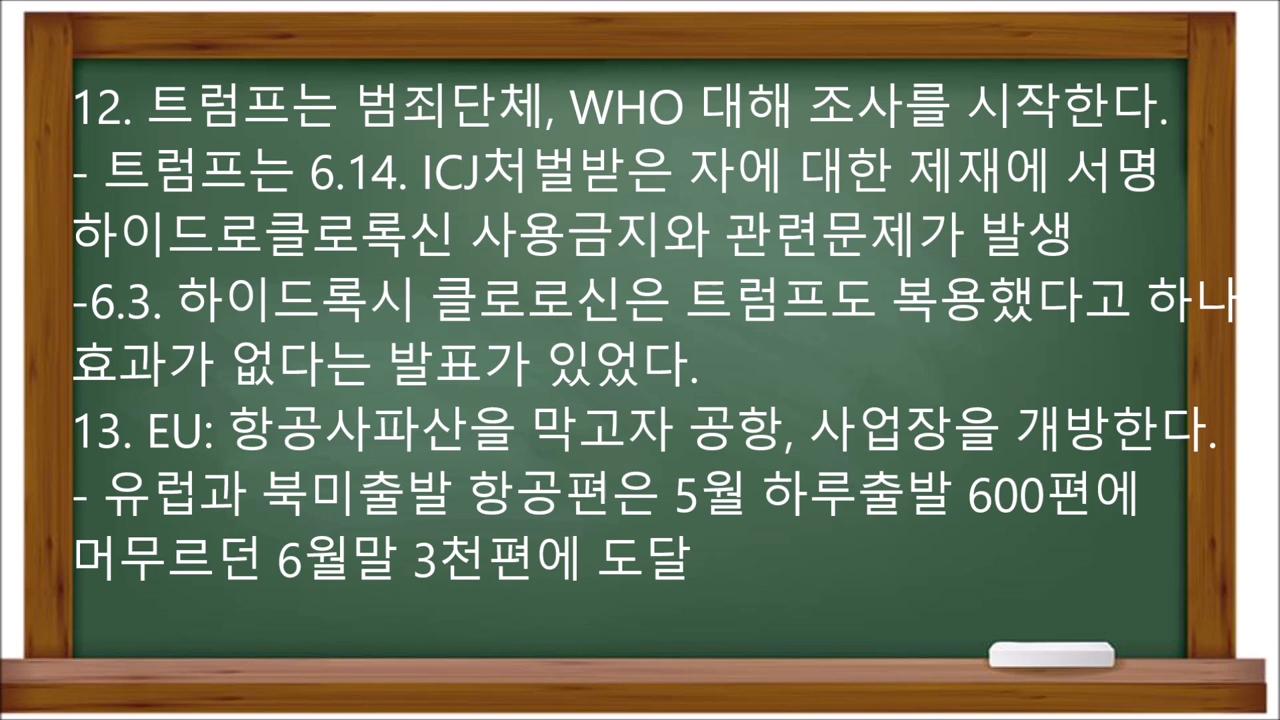 12. 트럼프는 범죄단체, WHO 대해 조사를 시작한다.
- 트럼프는 6.14. ICJ처벌받은 자에 대한 제재에 서명
하이드로클로록신 사용금지와 관련문제가 발생
-6.3. 하이드록시 클로로신은 트럼프도 복용했다고 하나
효과가 없다는 발표가 있었다.
13. EU: 항공사파산을 막고자 공항, 사업장을 개방한다.
- 유럽과 북미출발 항공편은 5월 하루출발 600편에
머무르던 6월말 3천편에 도달